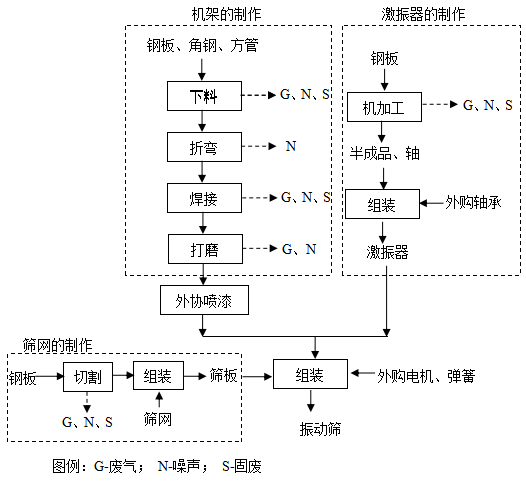 机架的制作
钢板、角钢、方管
下料
G、N、S
折弯
N
焊接
G、N、S
打磨
G、N
外协喷漆
激振器的制作
钢板
机加工
G、N、S
半成品、轴
组装
外购轴承
激振器
筛网的制作
钢板
切割
组装
筛板
G、N、S
筛网
组装
外购电机、弹簧
振动筛
图例：G-废气； N-噪声； S-固废